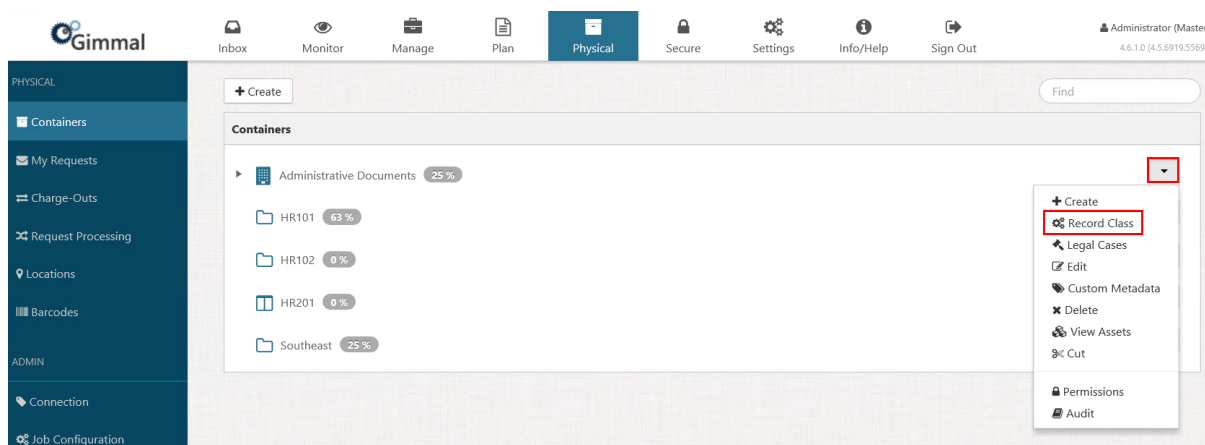 Gimmal
Inbox
Monitor
Manage
Plan
Physical
Secure
Settings
Info/Help
Sign Out
Administrator (Master
4.6.1.0 (4.5.6919.5569
PHYSICAL
Containers
My Requests
Charge-Outs
Request Processing
Locations
Barcodes
ADMIN
Connection
Job Configuration
Create
Find
Containers
Administrative Documents 25 %
HR101 63 %
HR102 0 %
HR201 0 %
Southeast 25 %
Create
Record Class
Legal Cases
Edit
Custom Metadata
Delete
View Assets
Cut
Permissions
Audit